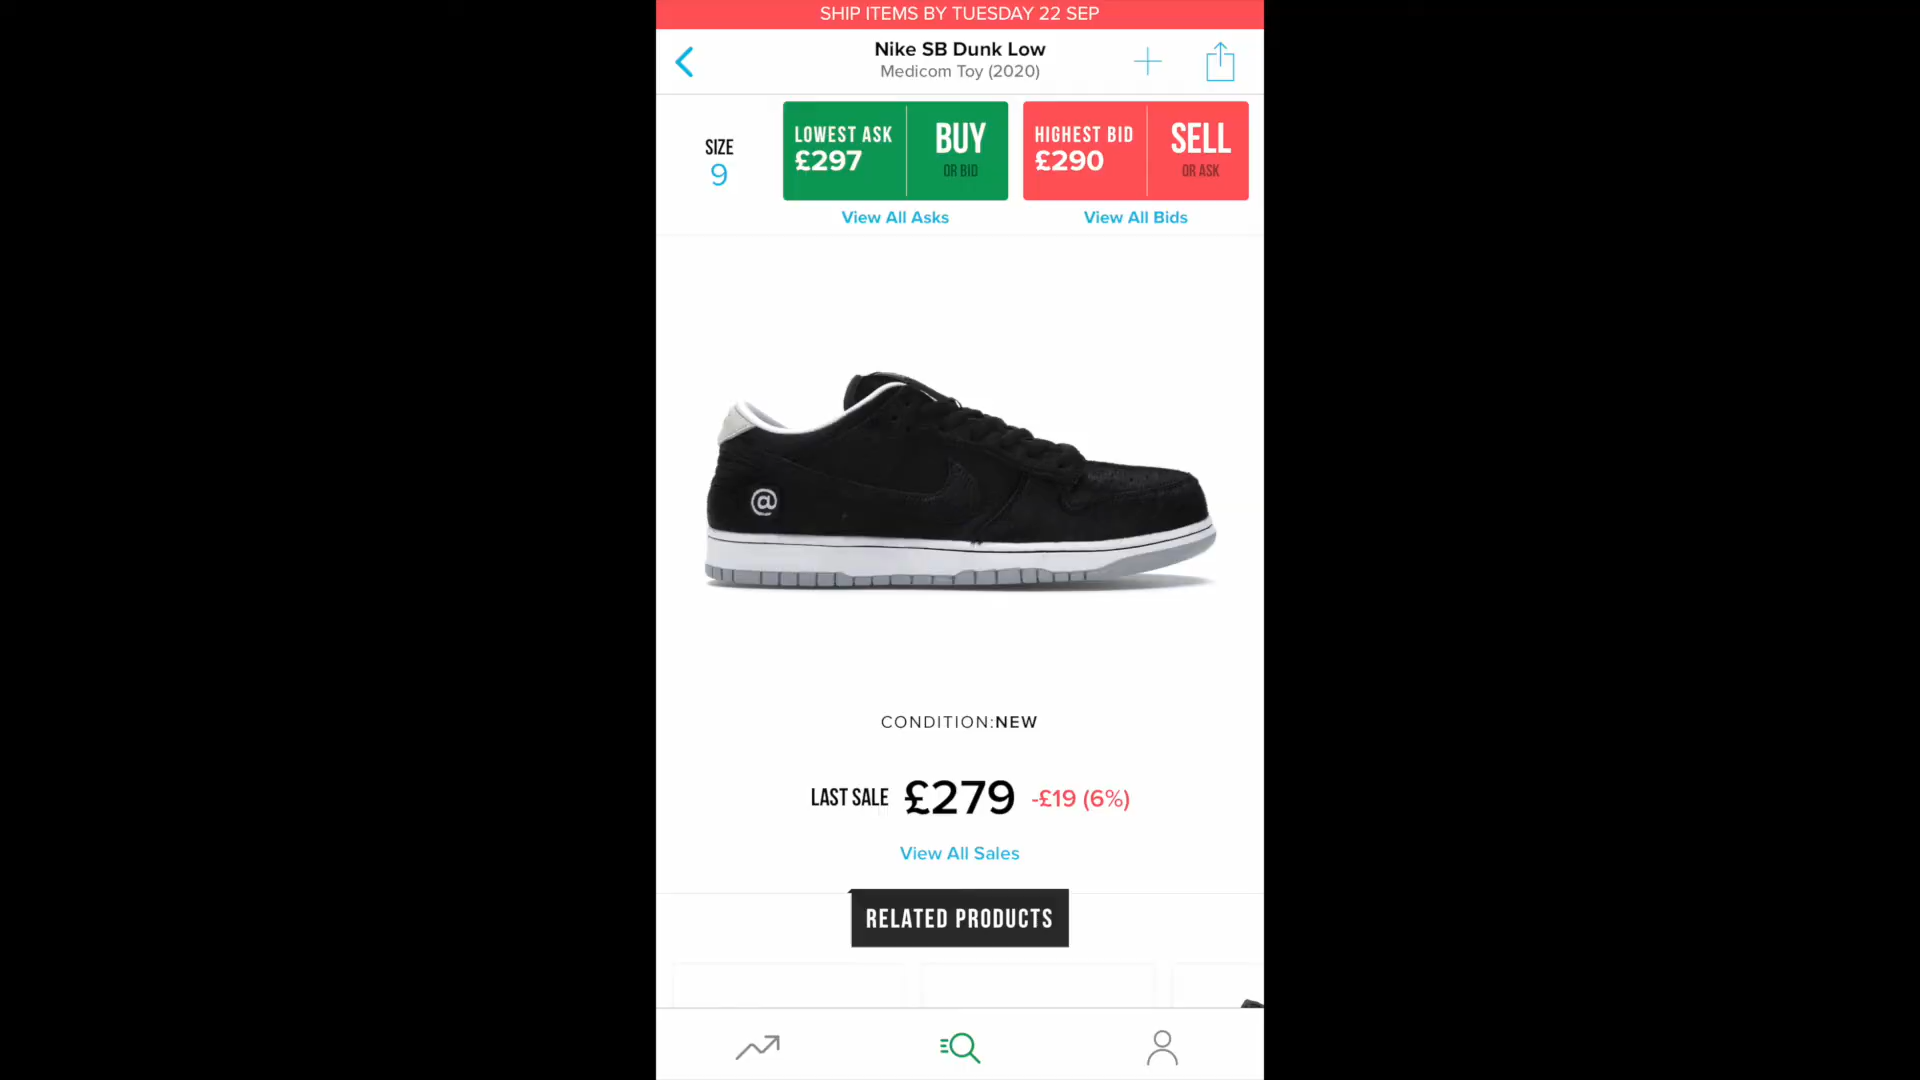 SHIP ITEMS BY TUESDAY 22 SEP
Nike SB Dunk Low
Medicom Toy (2020)
SIZE
9
LOWEST ASK
£297
BUY
OR BID
HIGHEST BID
£290
SELL
OR ASK
View All Asks
View All Bids
@
CONDITION:NEW
LAST SALE £279 -£19 (6%)
View All Sales
RELATED PRODUCTS